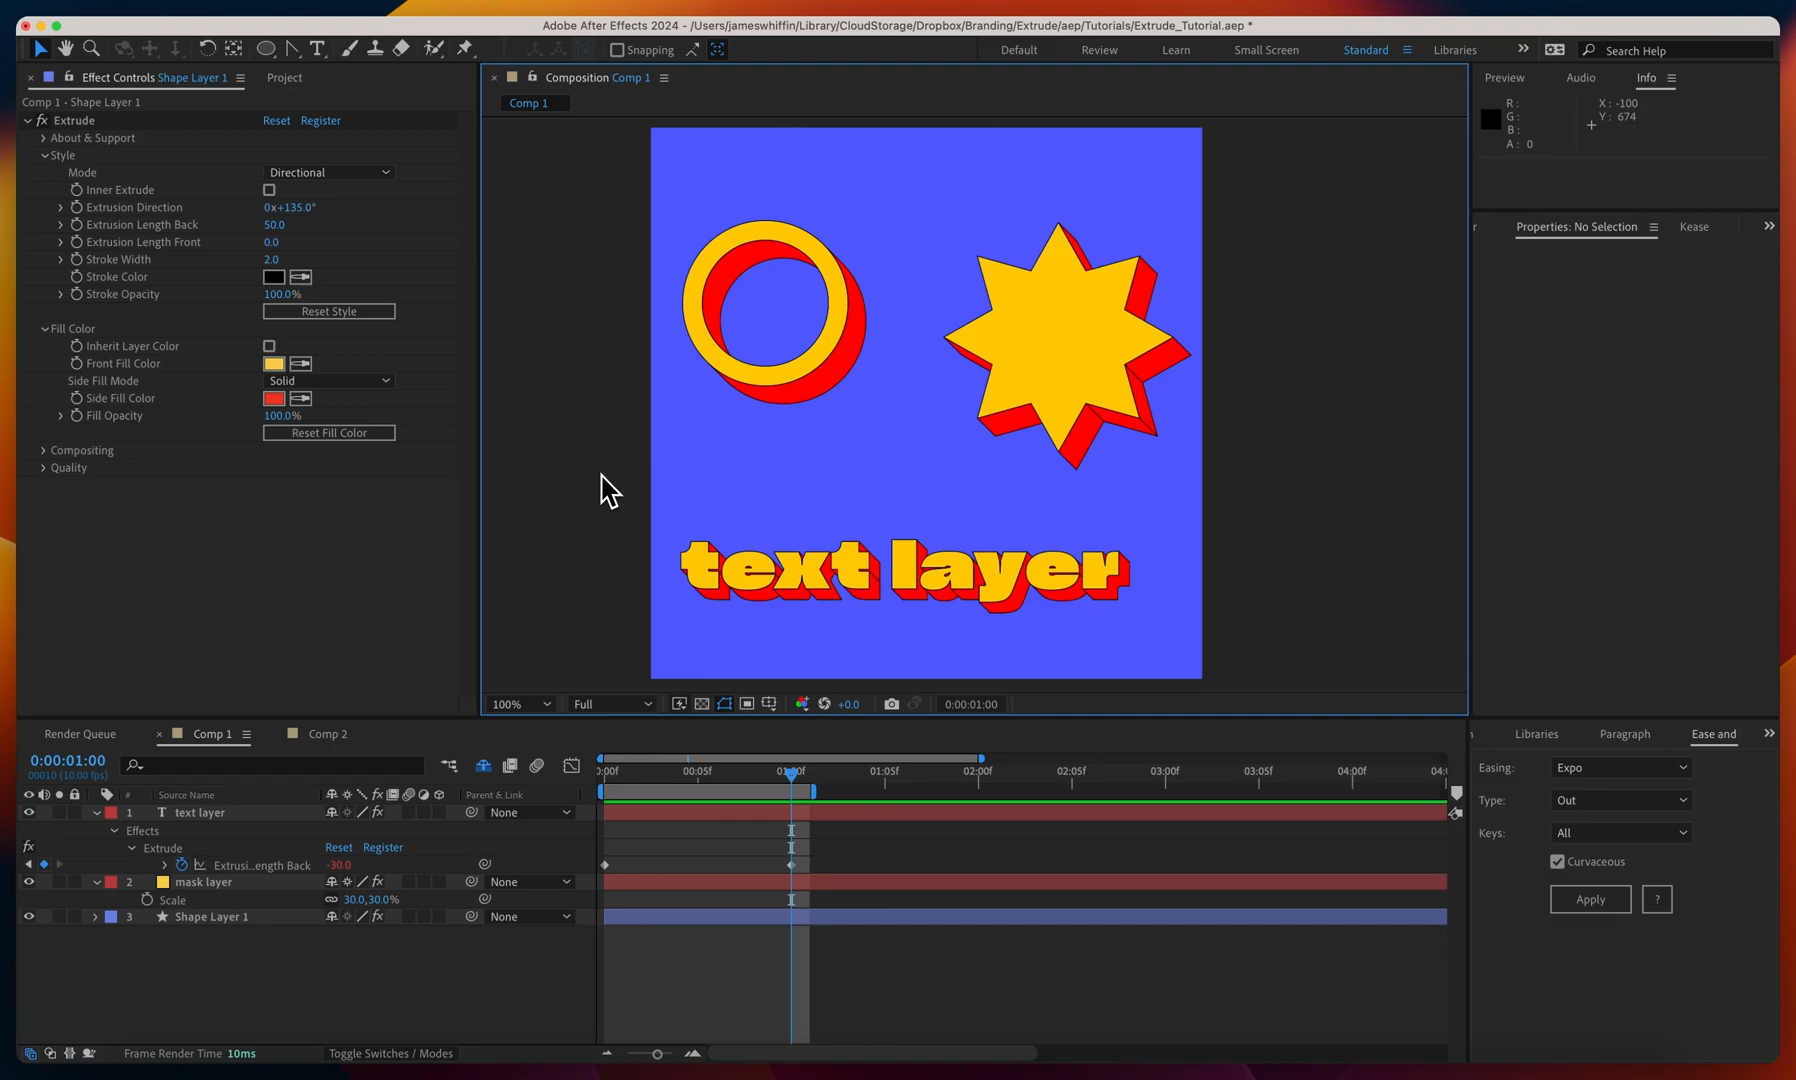 Adobe After Effects 2024 - /Users/jameswhiffin/Library/CloudStorage/Dropbox/Branding/Extrude/aep/Tutorials/Extrude_Tutorial.aep *
Snapping
Default Review Learn Small Screen Standard Libraries Search Help
Effect Controls Shape Layer 1 Project
Composition Comp 1
Preview Audio Info
Comp 1 • Shape Layer 1
Comp 1
R : X : -100
G : Y : 674
B :
A : 0
fx Extrude Reset Register
About & Support
Style
Mode Directional
Inner Extrude
Extrusion Direction 0x+135.0°
Extrusion Length Back 50.0
Extrusion Length Front 0.0
Stroke Width 2.0
Stroke Color
Stroke Opacity 100.0%
Reset Style
Fill Color
Inherit Layer Color
Front Fill Color
Side Fill Mode Solid
Side Fill Color
Fill Opacity 100.0%
Reset Fill Color
Compositing
Quality
Properties: No Selection Kease
text layer
100% Full +0.0 0:00:01:00
Render Queue Comp 1 Comp 2
Libraries Paragraph Ease and
0:00:01:00
00010 (10.00 fps)
0:00f 00:05f 01:00f 01:05f 02:00f 02:05f 03:00f 03:05f 04:00f 04:
# Source Name fx Parent & Link
1 T text layer fx None
Effects
fx Extrude Reset Register
Extrusi...ength Back -30.0
2 mask layer fx None
Scale 30.0,30.0%
3 Shape Layer 1 fx None
Easing: Expo
Type: Out
Keys: All
Curvaceous
Apply ?
Frame Render Time 10ms Toggle Switches / Modes